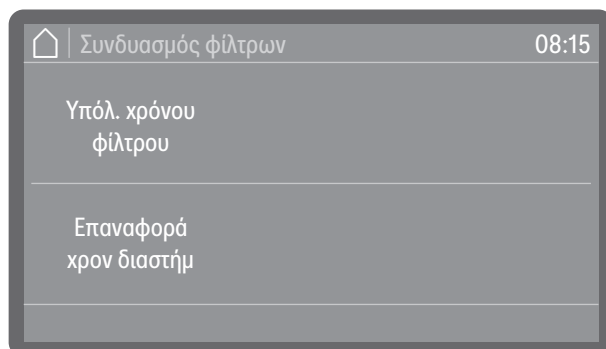 Συνδυασμός φίλτρων 08:15
Υπόλ. χρόνου
φίλτρου
Επαναφορά
χρον διαστήμ